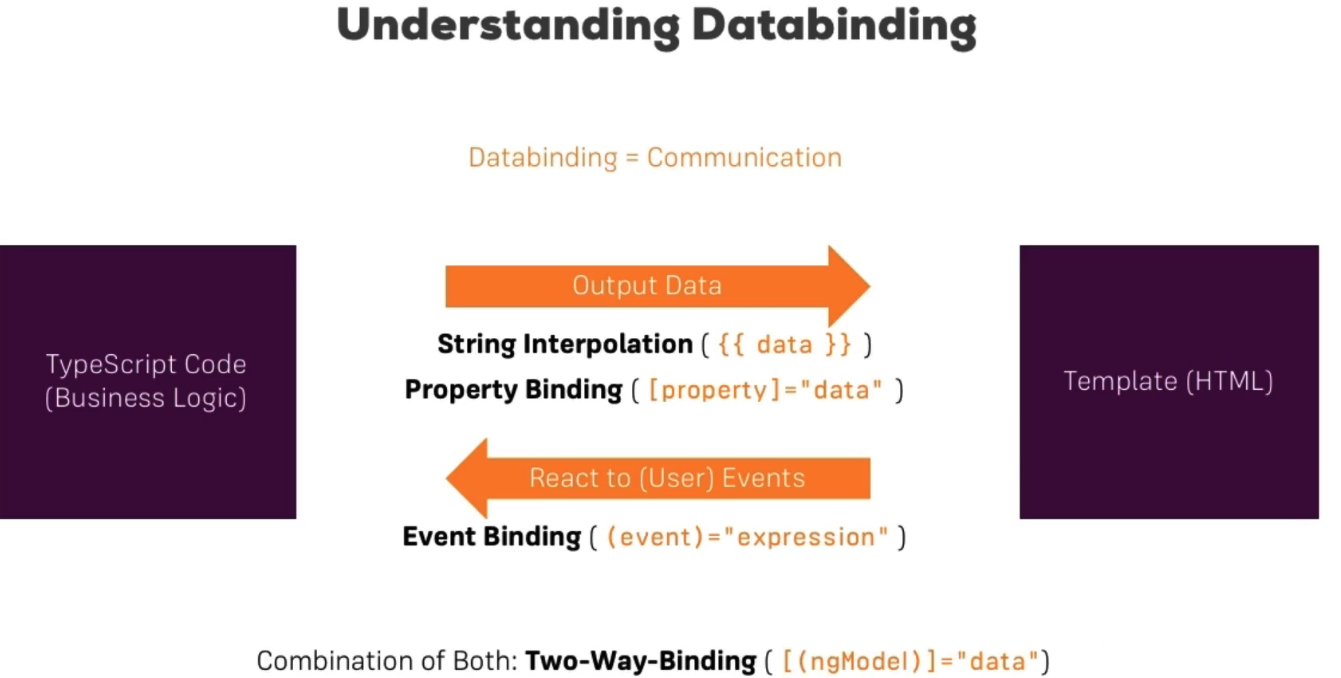 Understanding Databinding
Databinding = Communication
TypeScript Code
(Business Logic)
Output Data
String Interpolation ( {{ data }} )
Property Binding ( [property]="data" )
React to (User) Events
Event Binding ( (event)="expression" )
Template (HTML)
Combination of Both: Two-Way-Binding ( [(ngModel)]="data")